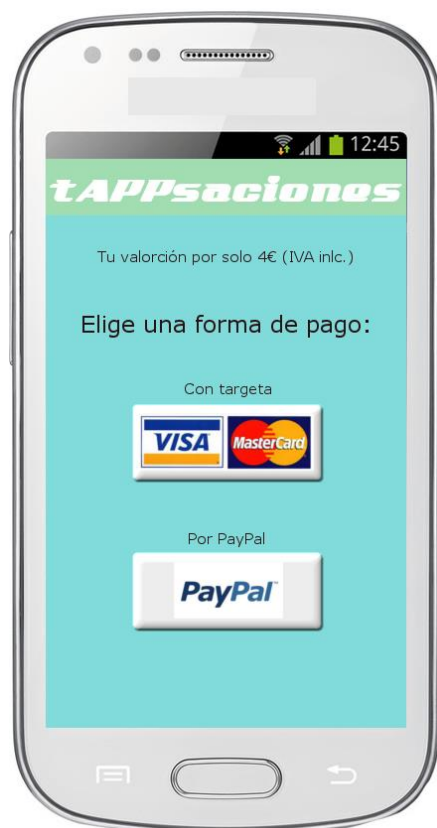 12:45
tAPPsaciones
Tu valorción por solo 4€ (IVA inlc.)
Elige una forma de pago:
Con targeta
VISA MasterCard
Por PayPal
PayPal™